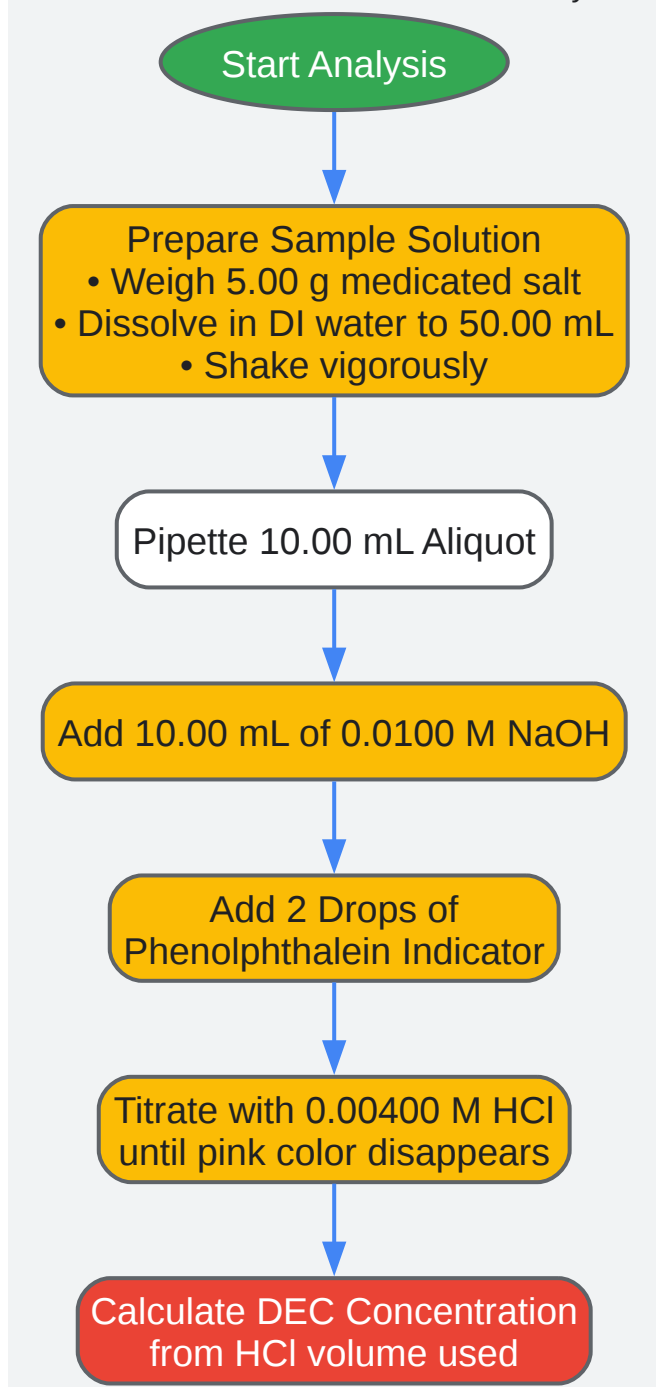 Start Analysis
Prepare Sample Solution
• Weigh 5.00 g medicated salt
• Dissolve in DI water to 50.00 mL
• Shake vigorously
Pipette 10.00 mL Aliquot
Add 10.00 mL of 0.0100 M NaOH
Add 2 Drops of
Phenolphthalein Indicator
Titrate with 0.00400 M HCl
until pink color disappears
Calculate DEC Concentration
from HCl volume used